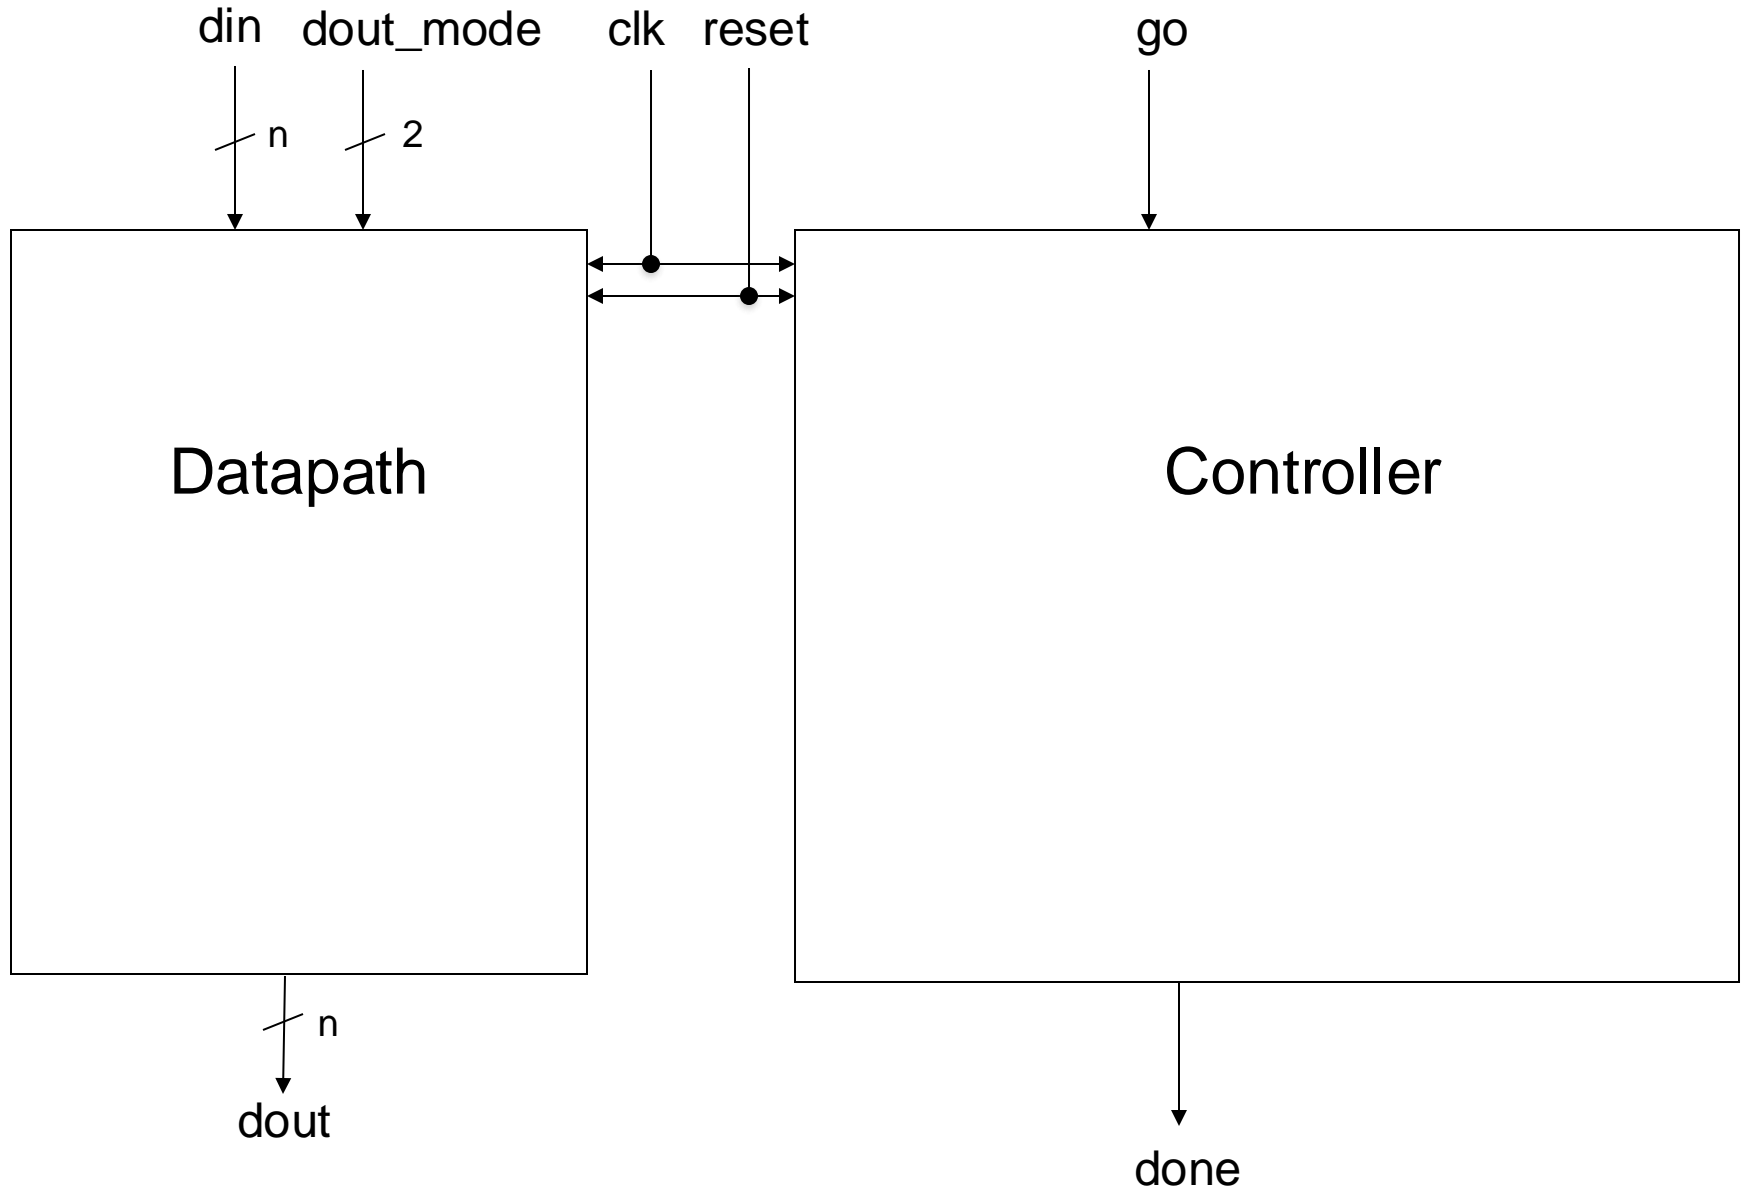 din dout_mode clk reset go
n 2
Datapath Controller
n
dout
done